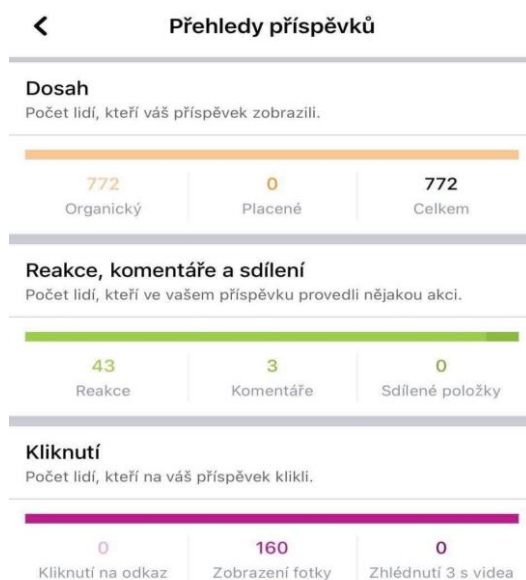 Přehledy příspěvků
Dosah
Počet lidí, kteří váš příspěvek zobrazili.
772 0 772
Organický Placené Celkem
Reakce, komentáře a sdílení
Počet lidí, kteří ve vašem příspěvku provedli nějakou akci.
43 3 0
Reakce Komentáře Sdílené položky
Kliknutí
Počet lidí, kteří na váš příspěvek klikli.
0 160 0
Kliknutí na odkaz Zobrazení fotky Zhlédnutí 3 s videa